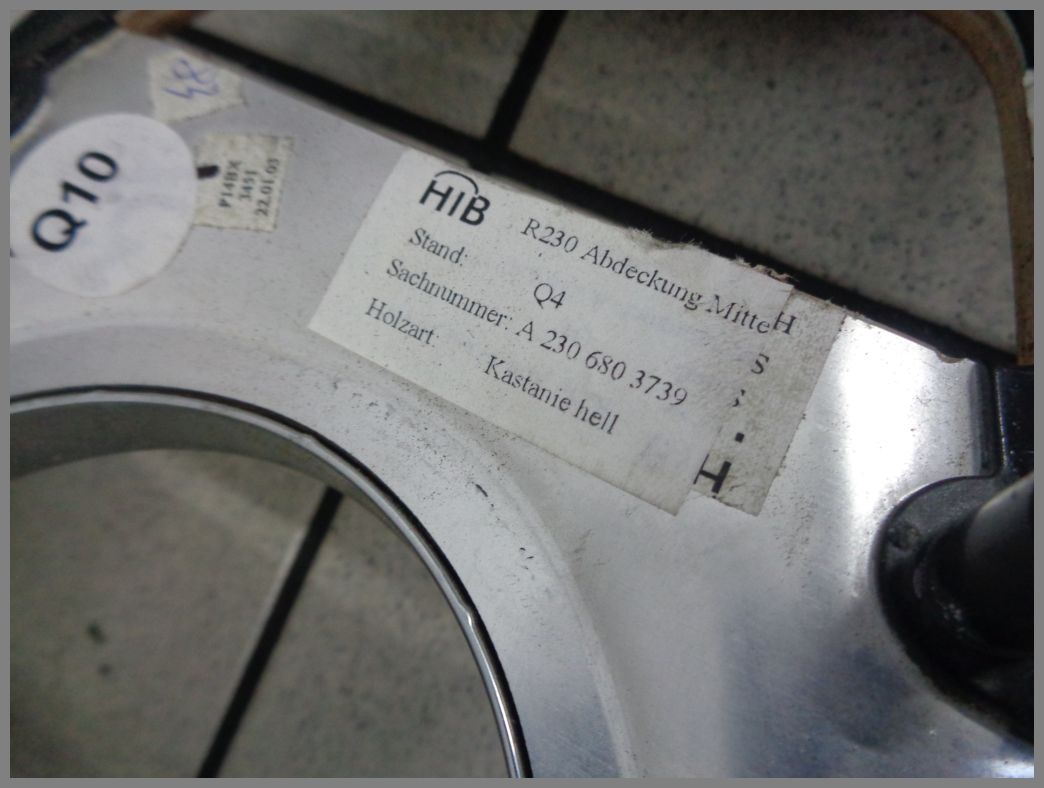 48
Q10
P14BX
3451
22.01.03
HIB
R230 Abdeckung Mitte
Stand: Q4
Sachnummer: A 230 680 3739
Holzart: Kastanie hell
H
S
H